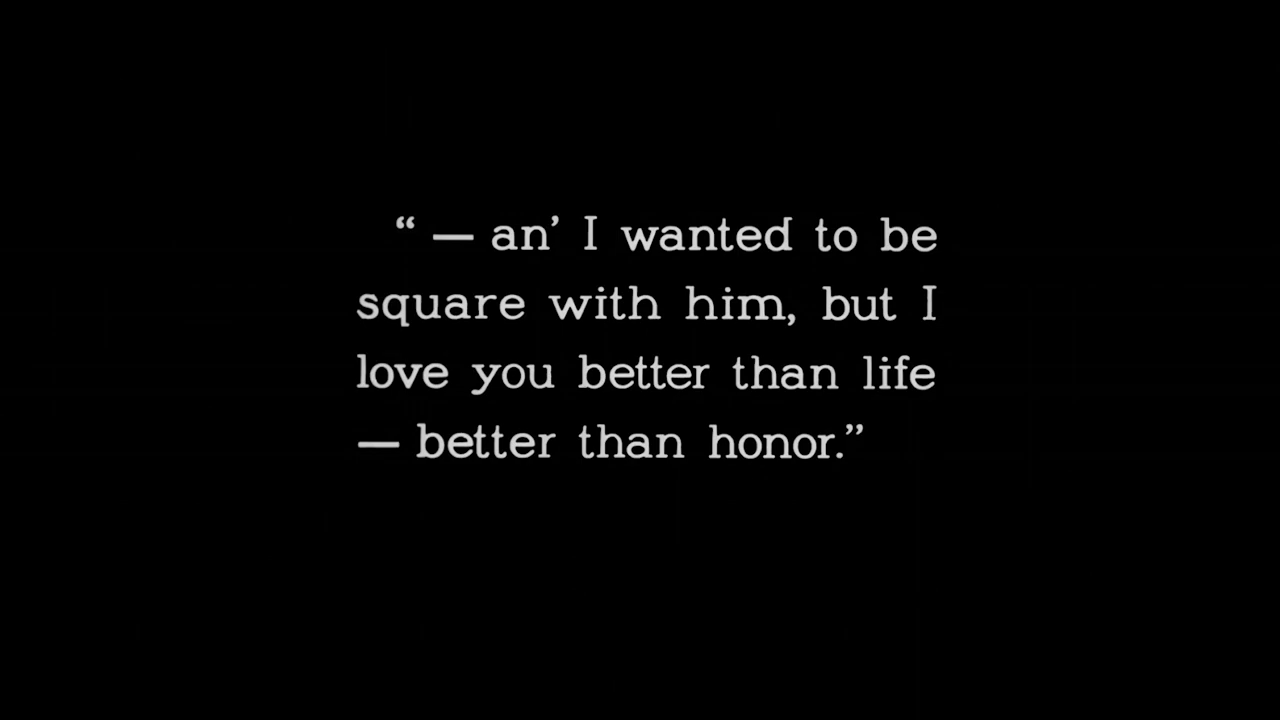 “ — an’ I wanted to be
square with him, but I
love you better than life
— better than honor.”